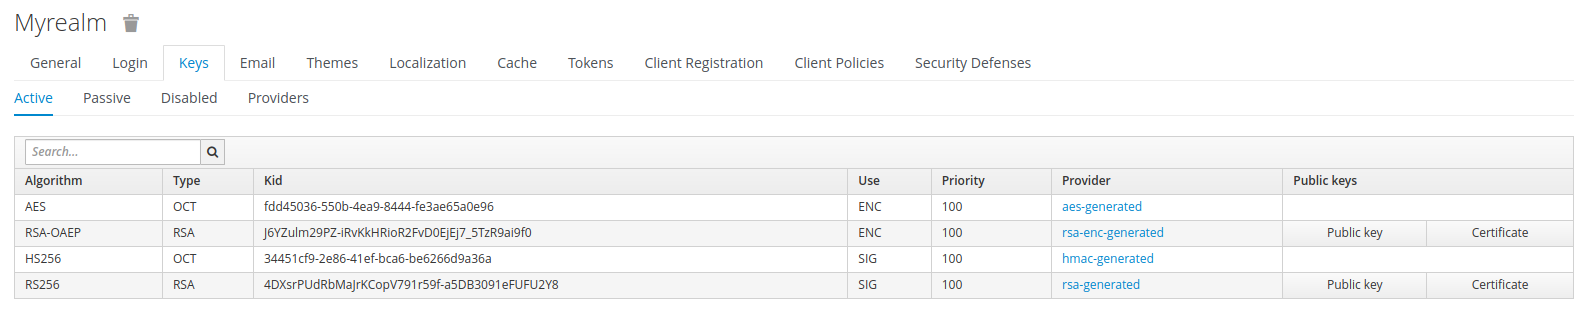 Myrealm
General Login Keys Email Themes Localization Cache Tokens Client Registration Client Policies Security Defenses
Active Passive Disabled Providers
Search...
Algorithm Type Kid Use Priority Provider Public keys
AES OCT fdd45036-550b-4ea9-8444-fe3ae65a0e96 ENC 100 aes-generated
RSA-OAEP RSA J6YZulm29PZ-iRvKkHRioR2FvD0EJEj7_5TzR9ai9f0 ENC 100 rsa-enc-generated Public key Certificate
HS256 OCT 34451cf9-2e86-41ef-bca6-be6266d9a36a SIG 100 hmac-generated
RS256 RSA 4DXsrPUdRbMaJrKCopV791r59f-a5DB3091eFUFU2Y8 SIG 100 rsa-generated Public key Certificate